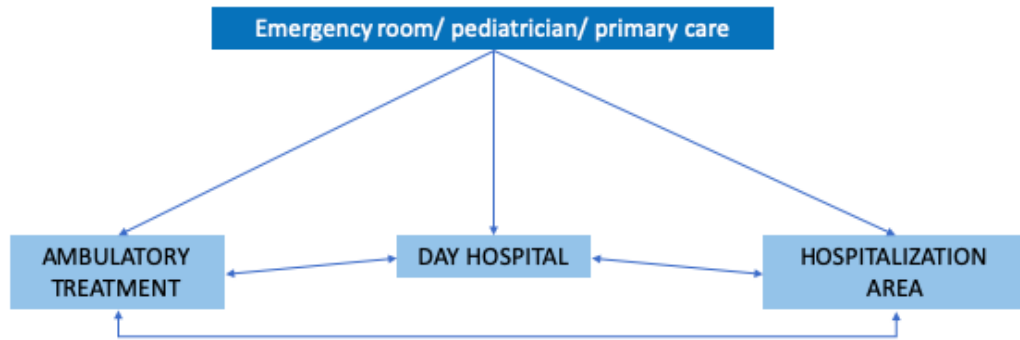 Emergency room/ pediatrician/ primary care
AMBULATORY
TREATMENT
DAY HOSPITAL
HOSPITALIZATION
AREA